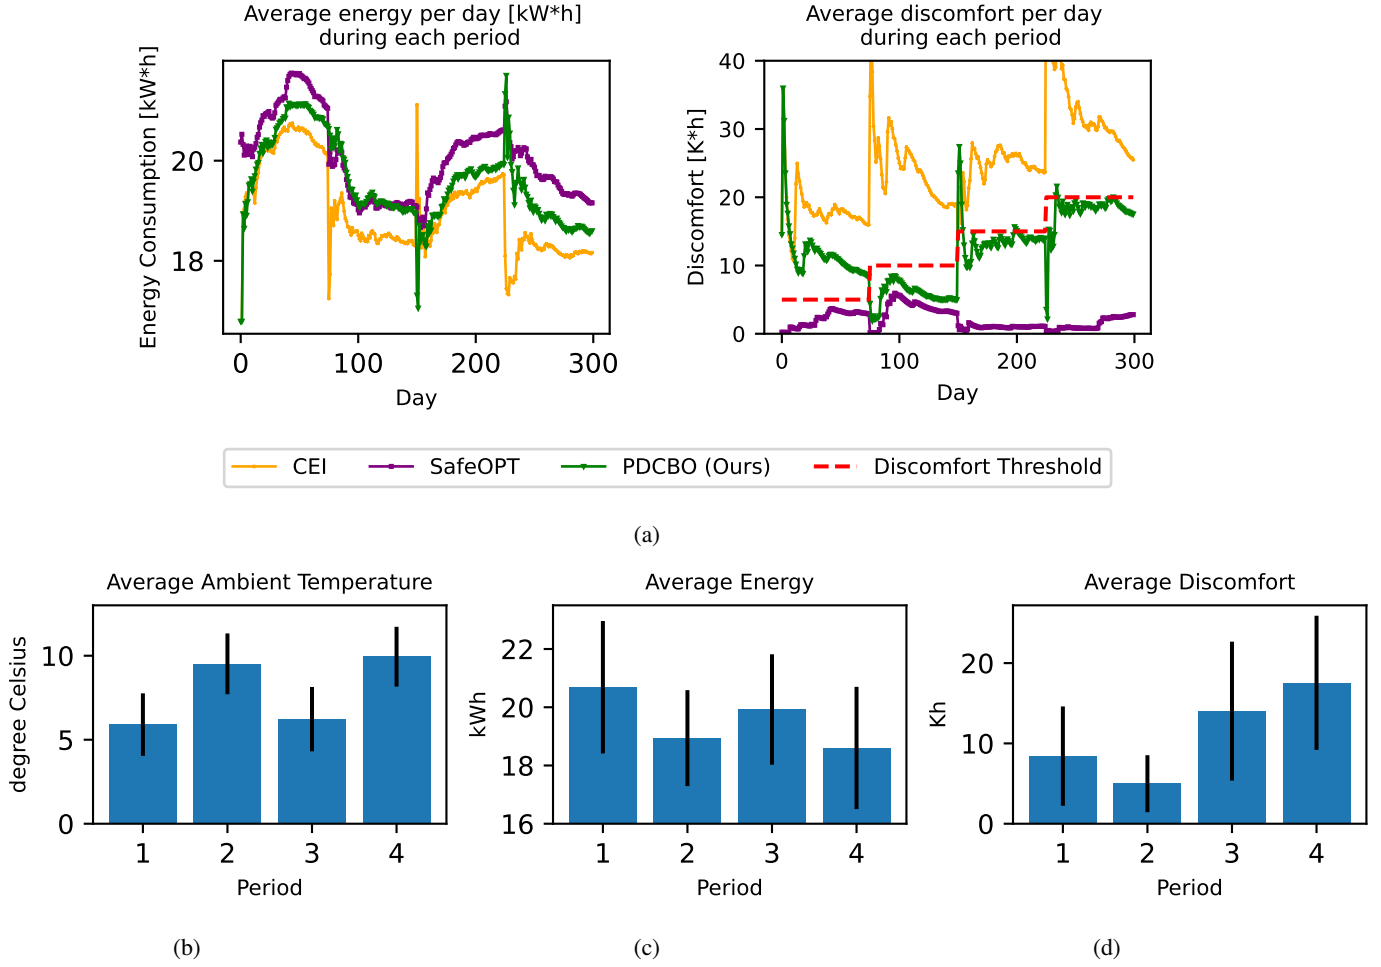 Average energy per day [kW*h]
during each period
Energy Consumption [kW*h]
20
18
0
100
200
300
Day
Average discomfort per day
during each period
Discomfort [K*h]
40
30
20
10
0
0
100
200
300
Day
CEI
SafeOPT
PDCBO (Ours)
Discomfort Threshold
(a)
Average Ambient Temperature
degree Celsius
10
5
0
1
2
3
4
Period
(b)
Average Energy
kWh
22
20
18
16
1
2
3
4
Period
(c)
Average Discomfort
Kh
20
10
0
1
2
3
4
Period
(d)